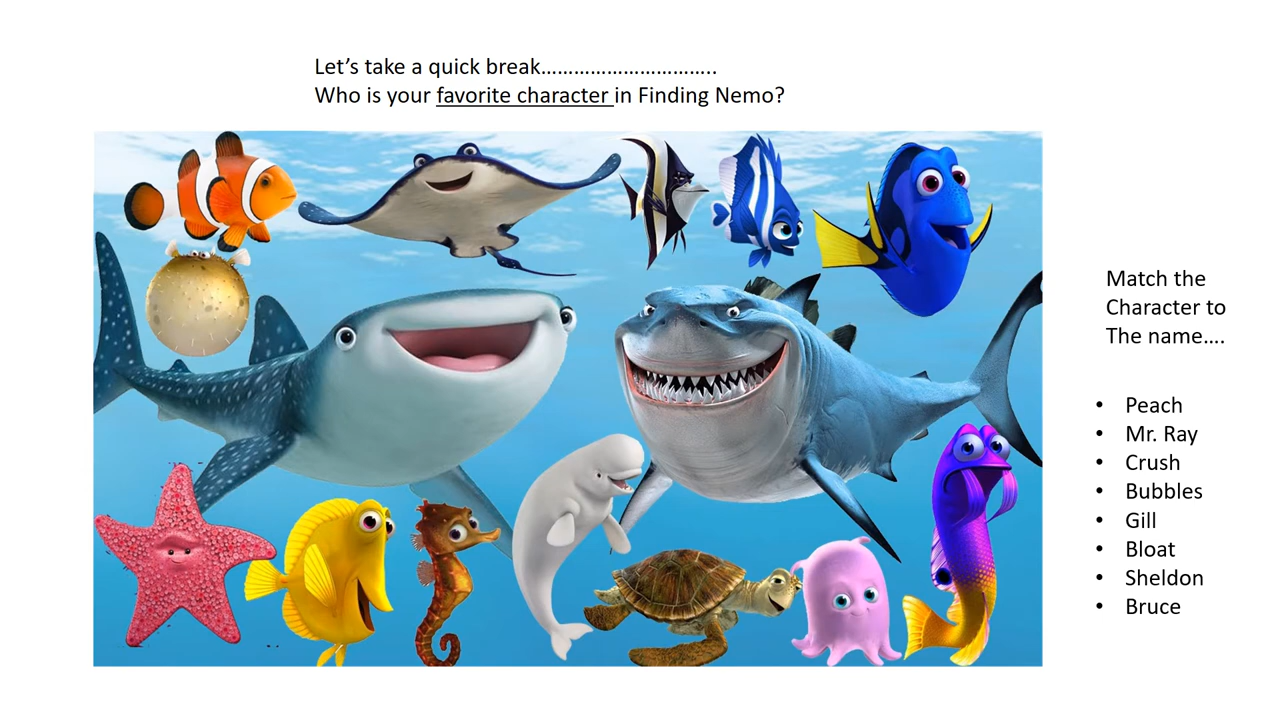 Let’s take a quick break…………………………..
Who is your favorite character in Finding Nemo?
Match the
Character to
The name….
• Peach
• Mr. Ray
• Crush
• Bubbles
• Gill
• Bloat
• Sheldon
• Bruce